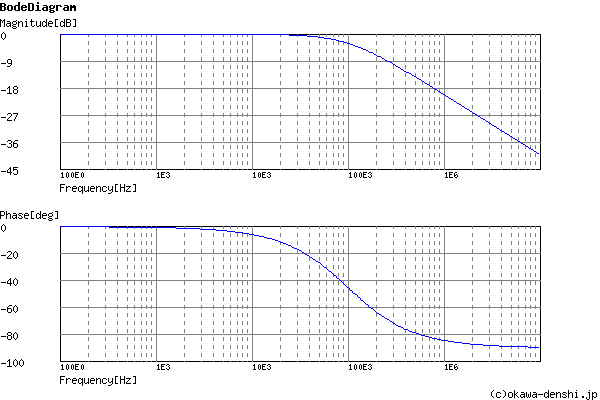 BodeDiagram
Magnitude[dB]
0
-9
-18
-27
-36
-45
100E0 1E3 10E3 100E3 1E6
Frequency[Hz]
Phase[deg]
0
-20
-40
-60
-80
-100
100E0 1E3 10E3 100E3 1E6
Frequency[Hz]
(c)okawa-denshi.jp